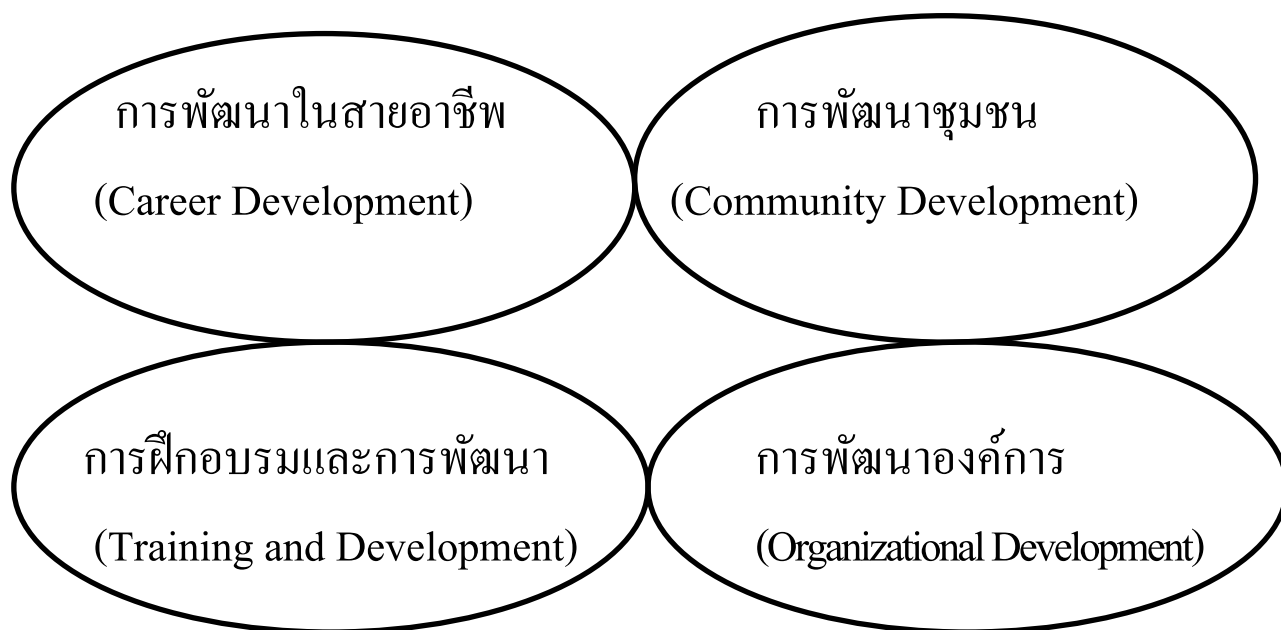 การพัฒนาในสายอาชีพ
(Career Development)
การพัฒนาชุมชน
(Community Development)
การฝึกอบรมและการพัฒนา
(Training and Development)
การพัฒนาองค์การ
(Organizational Development)